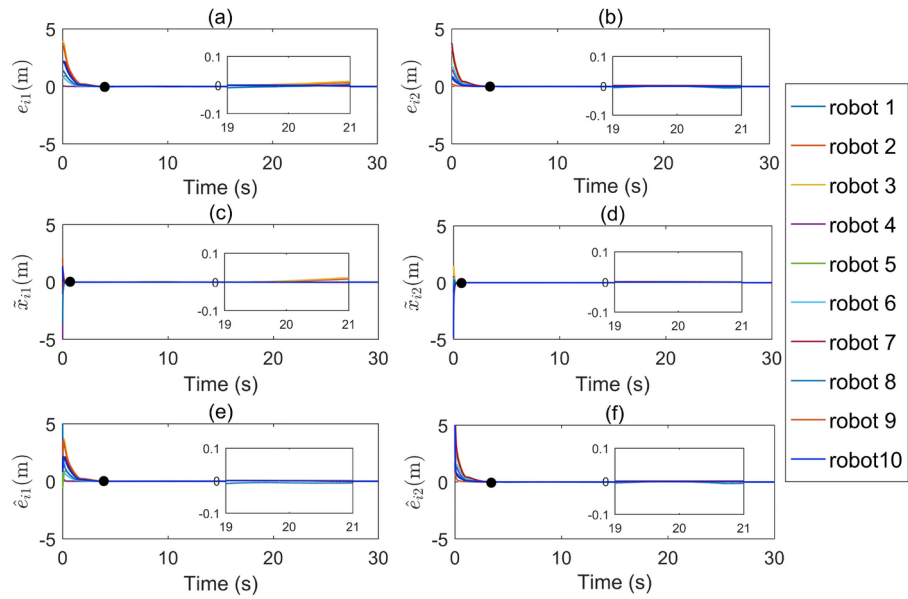 (a)
5
0
-5
e_{i1}(m)
0.1
0
-0.1
19 20 21
0 10 20 30
Time (s)
(b)
5
0
-5
e_{i2}(m)
0.1
0
-0.1
19 20 21
0 10 20 30
Time (s)
(c)
5
0
-5
x̃_{i1}(m)
0.1
0
-0.1
19 20 21
0 10 20 30
Time (s)
(d)
5
0
-5
x̃_{i2}(m)
0.1
0
-0.1
19 20 21
0 10 20 30
Time (s)
(e)
5
0
-5
ê_{i1}(m)
0.1
0
-0.1
19 20 21
0 10 20 30
Time (s)
(f)
5
0
-5
ê_{i2}(m)
0.1
0
-0.1
19 20 21
0 10 20 30
Time (s)
robot 1
robot 2
robot 3
robot 4
robot 5
robot 6
robot 7
robot 8
robot 9
robot10